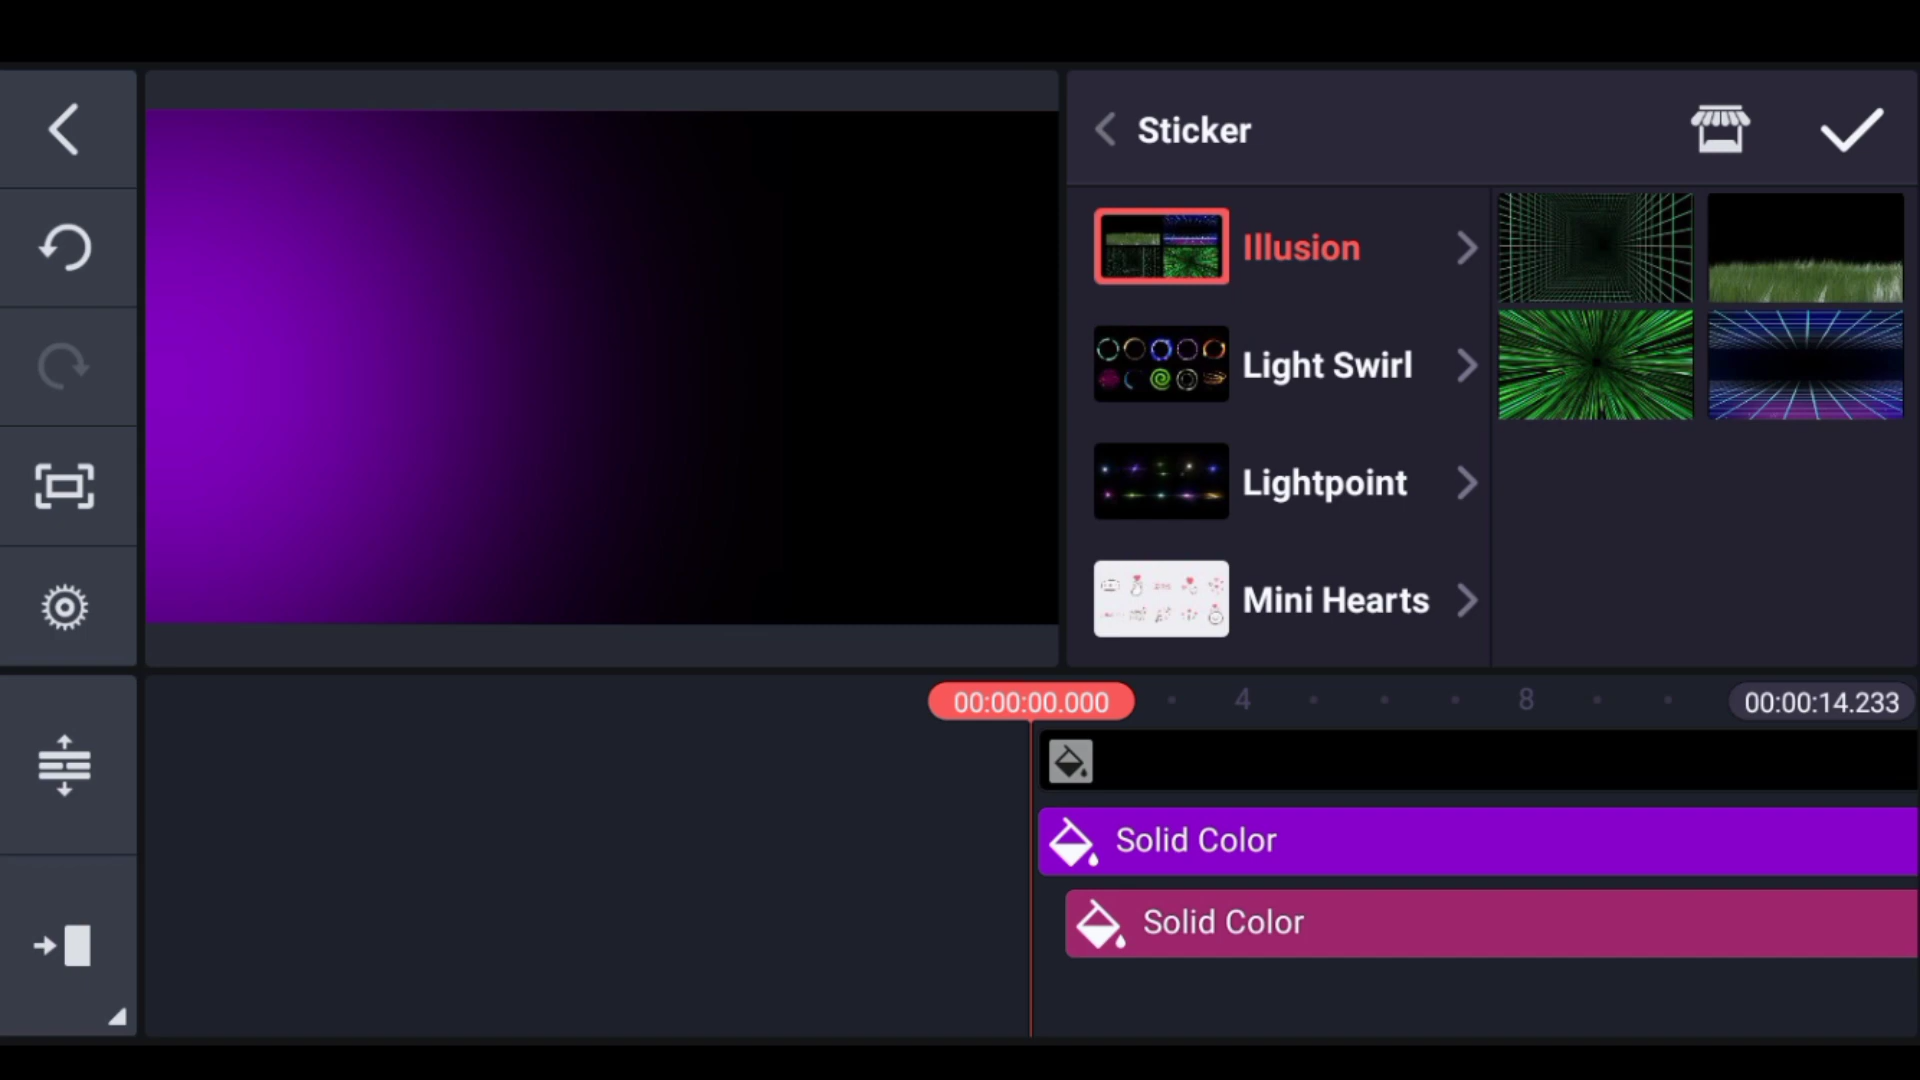 Sticker
Illusion
Light Swirl
Lightpoint
Mini Hearts
00:00:00.000
4
8
00:00:14.233
Solid Color
Solid Color